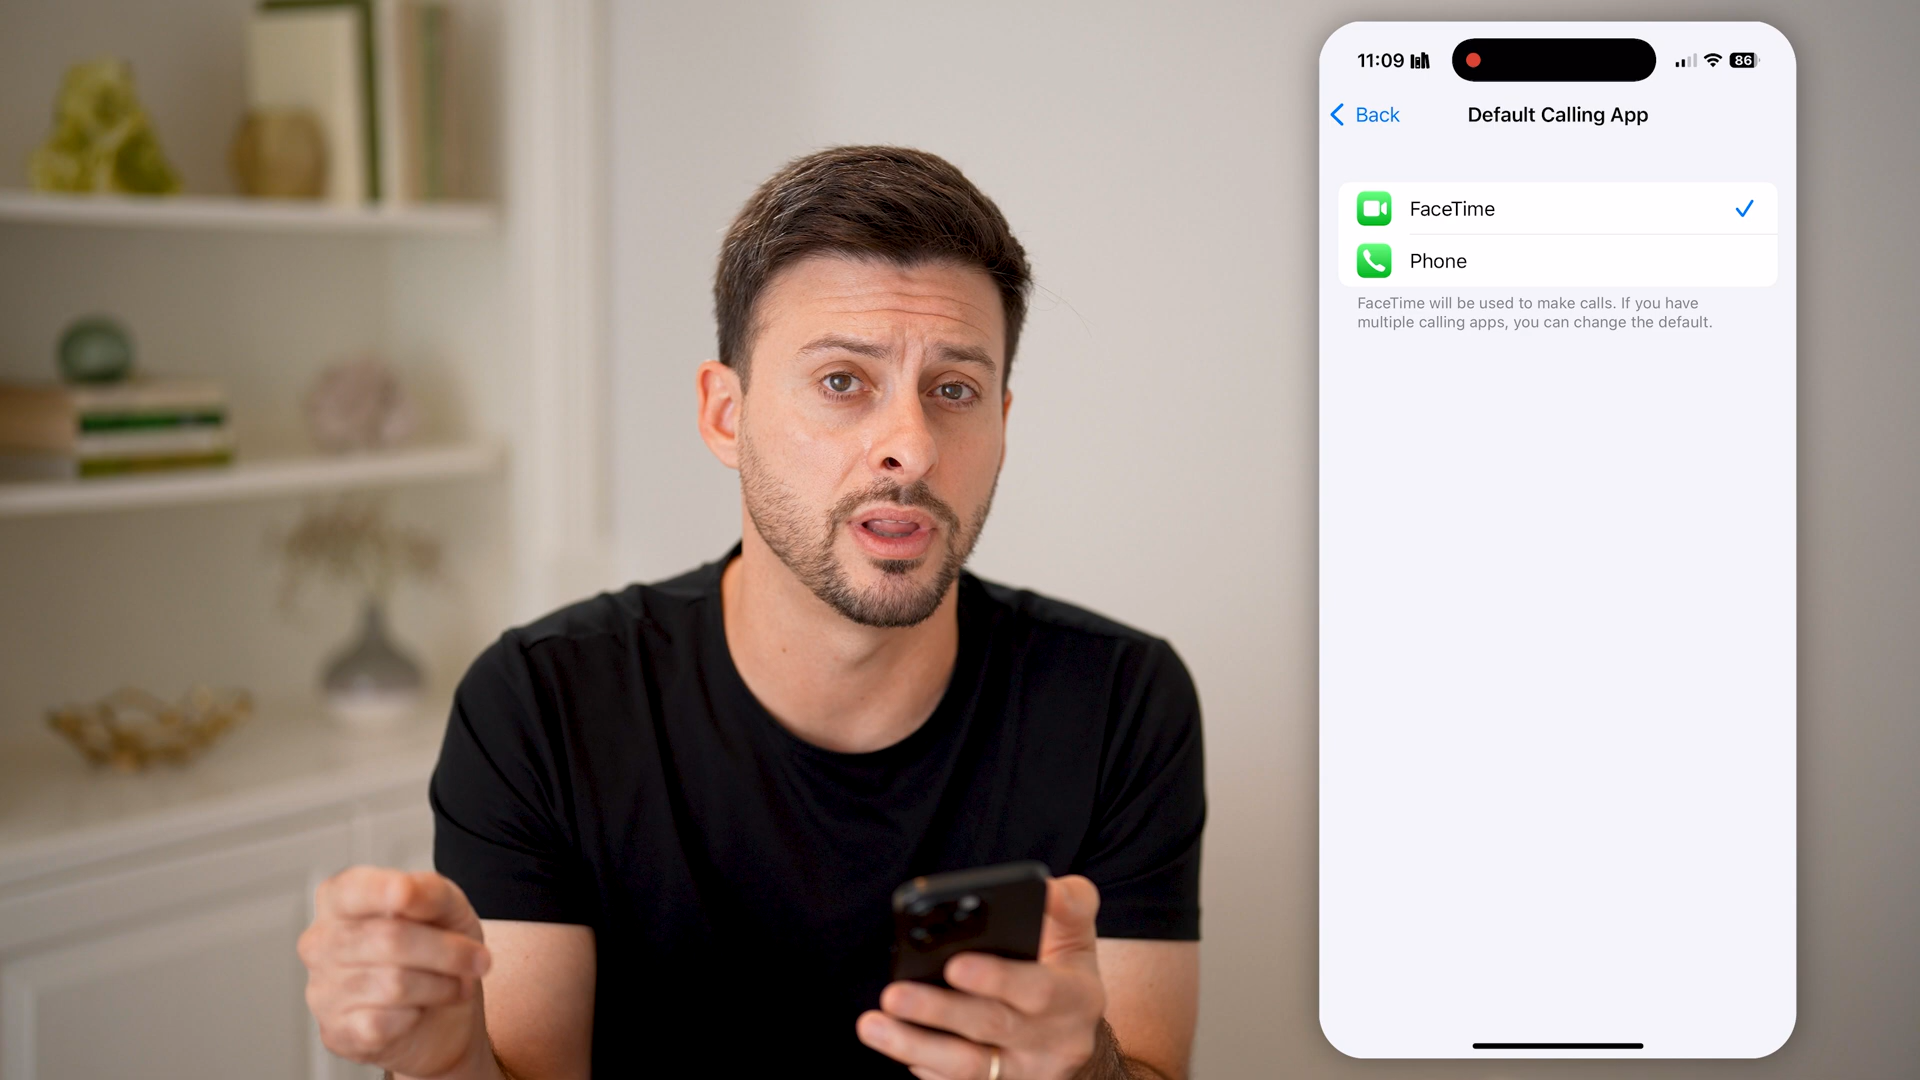 11:09
86
Back
Default Calling App
FaceTime
Phone
FaceTime will be used to make calls. If you have
multiple calling apps, you can change the default.